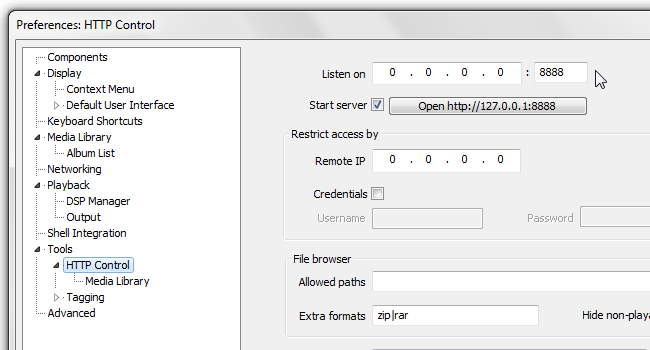 Preferences: HTTP Control
Components
Display
Context Menu
Default User Interface
Keyboard Shortcuts
Media Library
Album List
Networking
Playback
DSP Manager
Output
Shell Integration
Tools
HTTP Control
Media Library
Tagging
Advanced
Listen on 0 . 0 . 0 . 0 : 8888
Start server Open http://127.0.0.1:8888
Restrict access by
Remote IP 0 . 0 . 0 . 0
Credentials
Username Password
File browser
Allowed paths
Extra formats zip|rar Hide non-playa